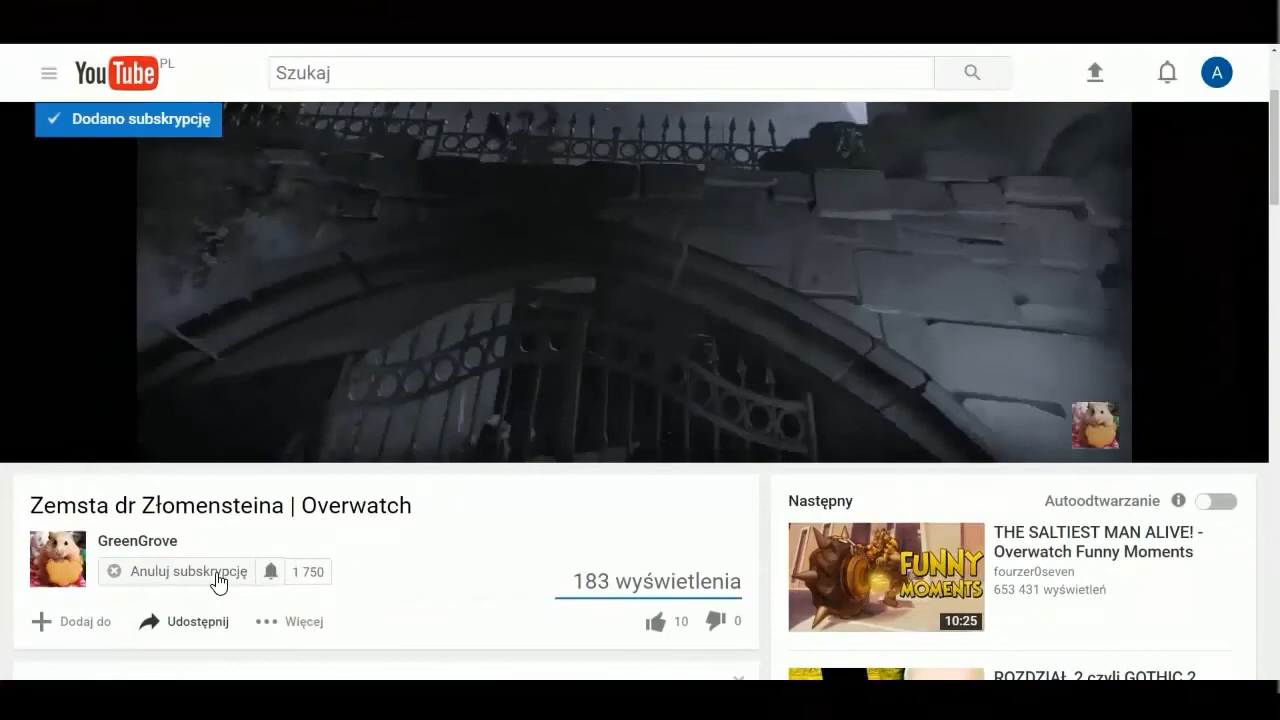 YouTube PL
Szukaj
A
Dodano subskrypcję
Zemsta dr Złomensteina | Overwatch
GreenGrove
Anuluj subskrypcję
1 750
183 wyświetlenia
Dodaj do
Udostępnij
Więcej
10
0
Następny
Autoodtwarzanie
FUNNY
MOMENTS
10:25
THE SALTIEST MAN ALIVE! -
Overwatch Funny Moments
fourzer0seven
653 431 wyświetleń
ROZDZIAŁ 2 czyli GOTHIC 2